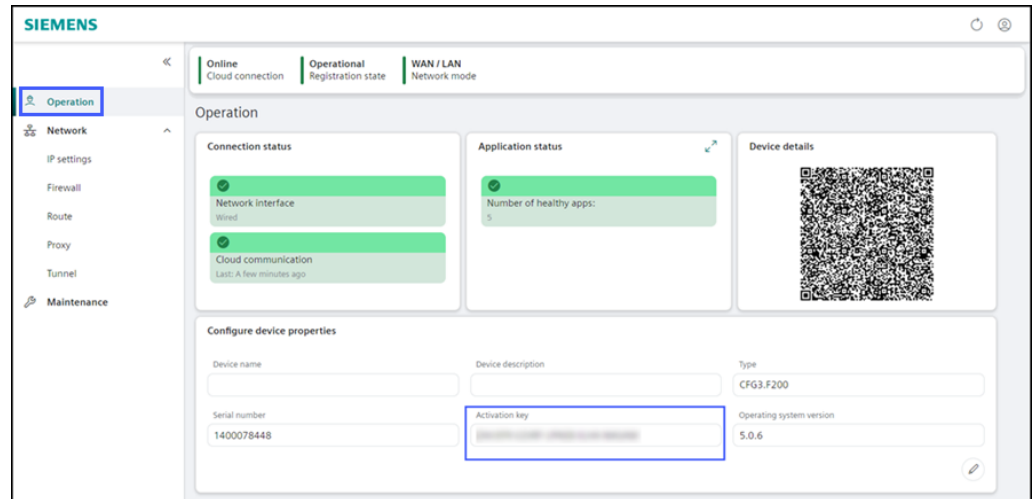 SIEMENS
Online
Cloud connection
Operational
Registration state
WAN / LAN
Network mode
Operation
Network
IP settings
Firewall
Route
Proxy
Tunnel
Maintenance
Operation
Connection status
Network interface
Wired
Cloud communication
Last: A few minutes ago
Application status
Number of healthy apps:
5
Device details
Configure device properties
Device name
Device description
Type
CFG3.F200
Serial number
1400078448
Activation key
Operating system version
5.0.6